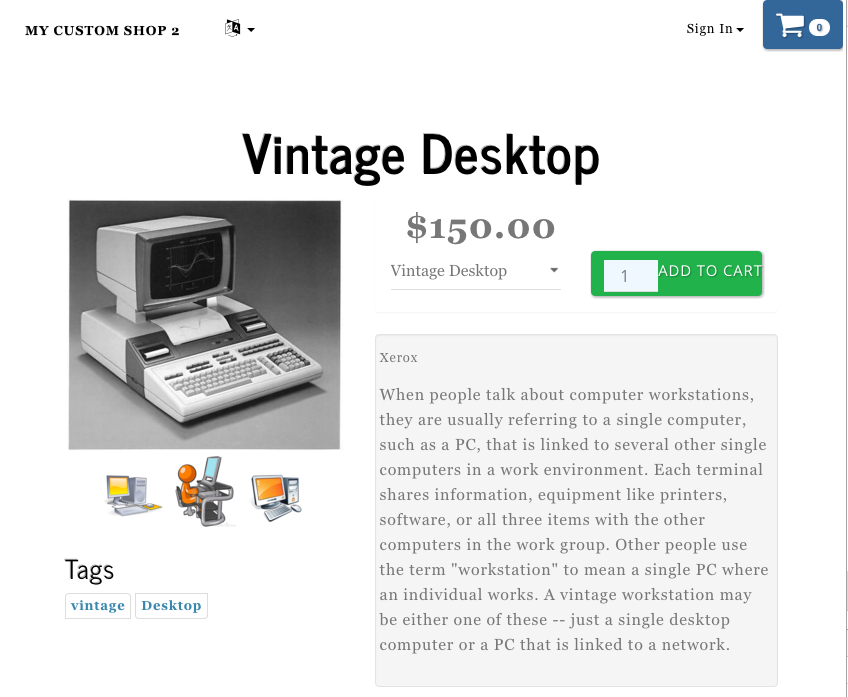 MY CUSTOM SHOP 2
Sign In
0
Vintage Desktop
$150.00
Vintage Desktop
1
ADD TO CART
Xerox
When people talk about computer workstations,
they are usually referring to a single computer,
such as a PC, that is linked to several other single
computers in a work environment. Each terminal
shares information, equipment like printers,
software, or all three items with the other
computers in the work group. Other people use
the term "workstation" to mean a single PC where
an individual works. A vintage workstation may
be either one of these -- just a single desktop
computer or a PC that is linked to a network.
Tags
vintage
Desktop